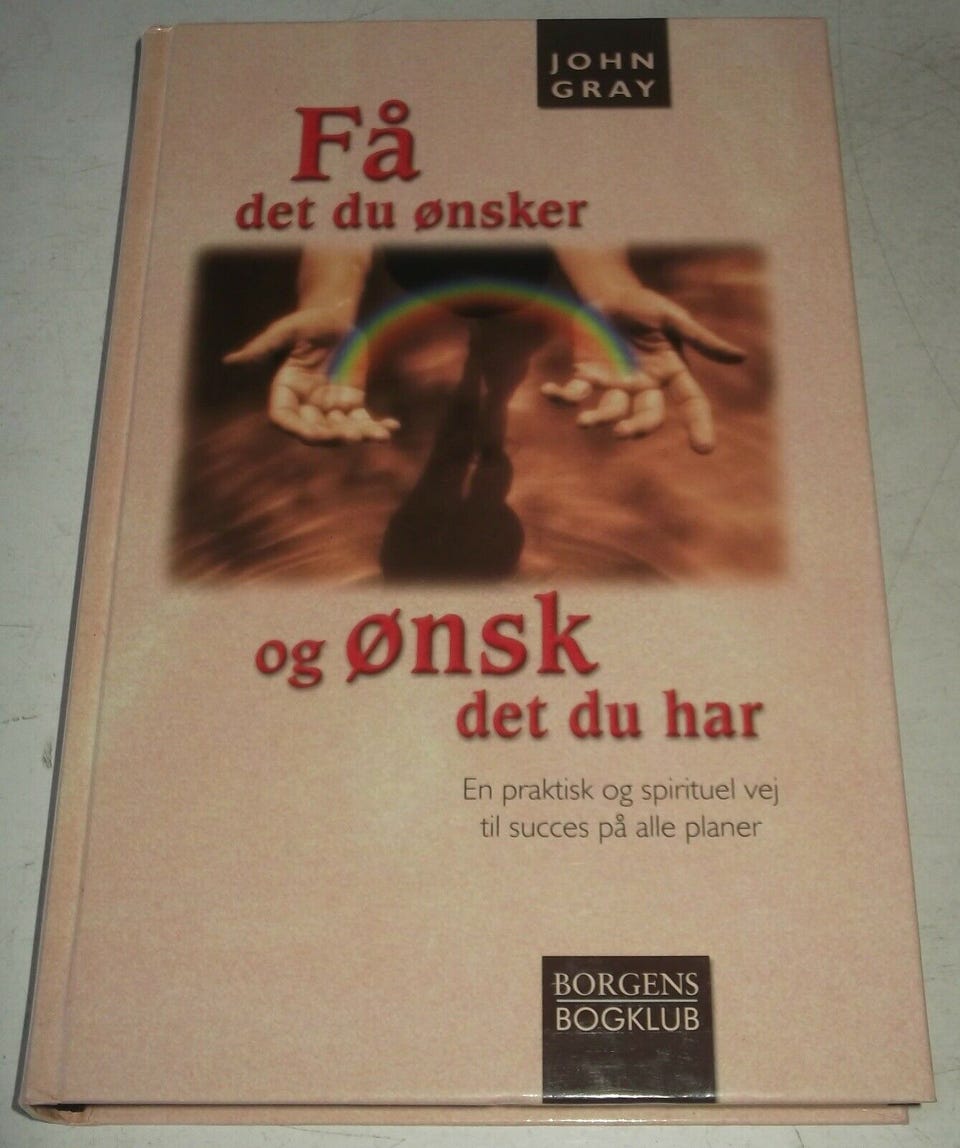 JOHN
GRAY
Få
det du ønsker
og ønsk
det du har
En praktisk og spirituel vej
til succes på alle planer
BORGENS
BOGKLUB